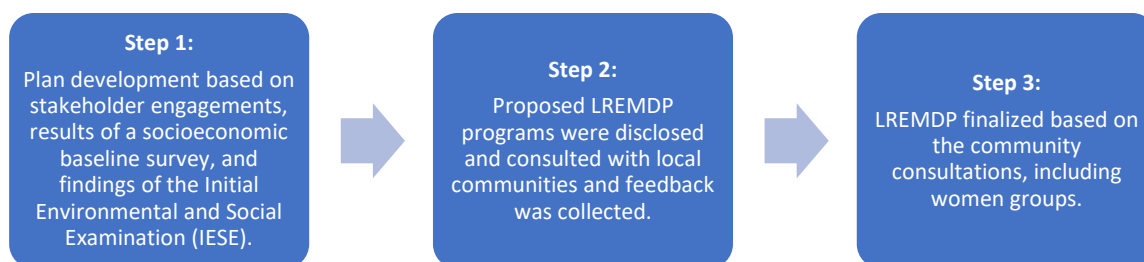 Step 1:
Plan development based on
stakeholder engagements,
results of a socioeconomic
baseline survey, and
findings of the Initial
Environmental and Social
Examination (IESE).
Step 2:
Proposed LREMDP
programs were disclosed
and consulted with local
communities and feedback
was collected.
Step 3:
LREMDP finalized based on
the community
consultations, including
women groups.